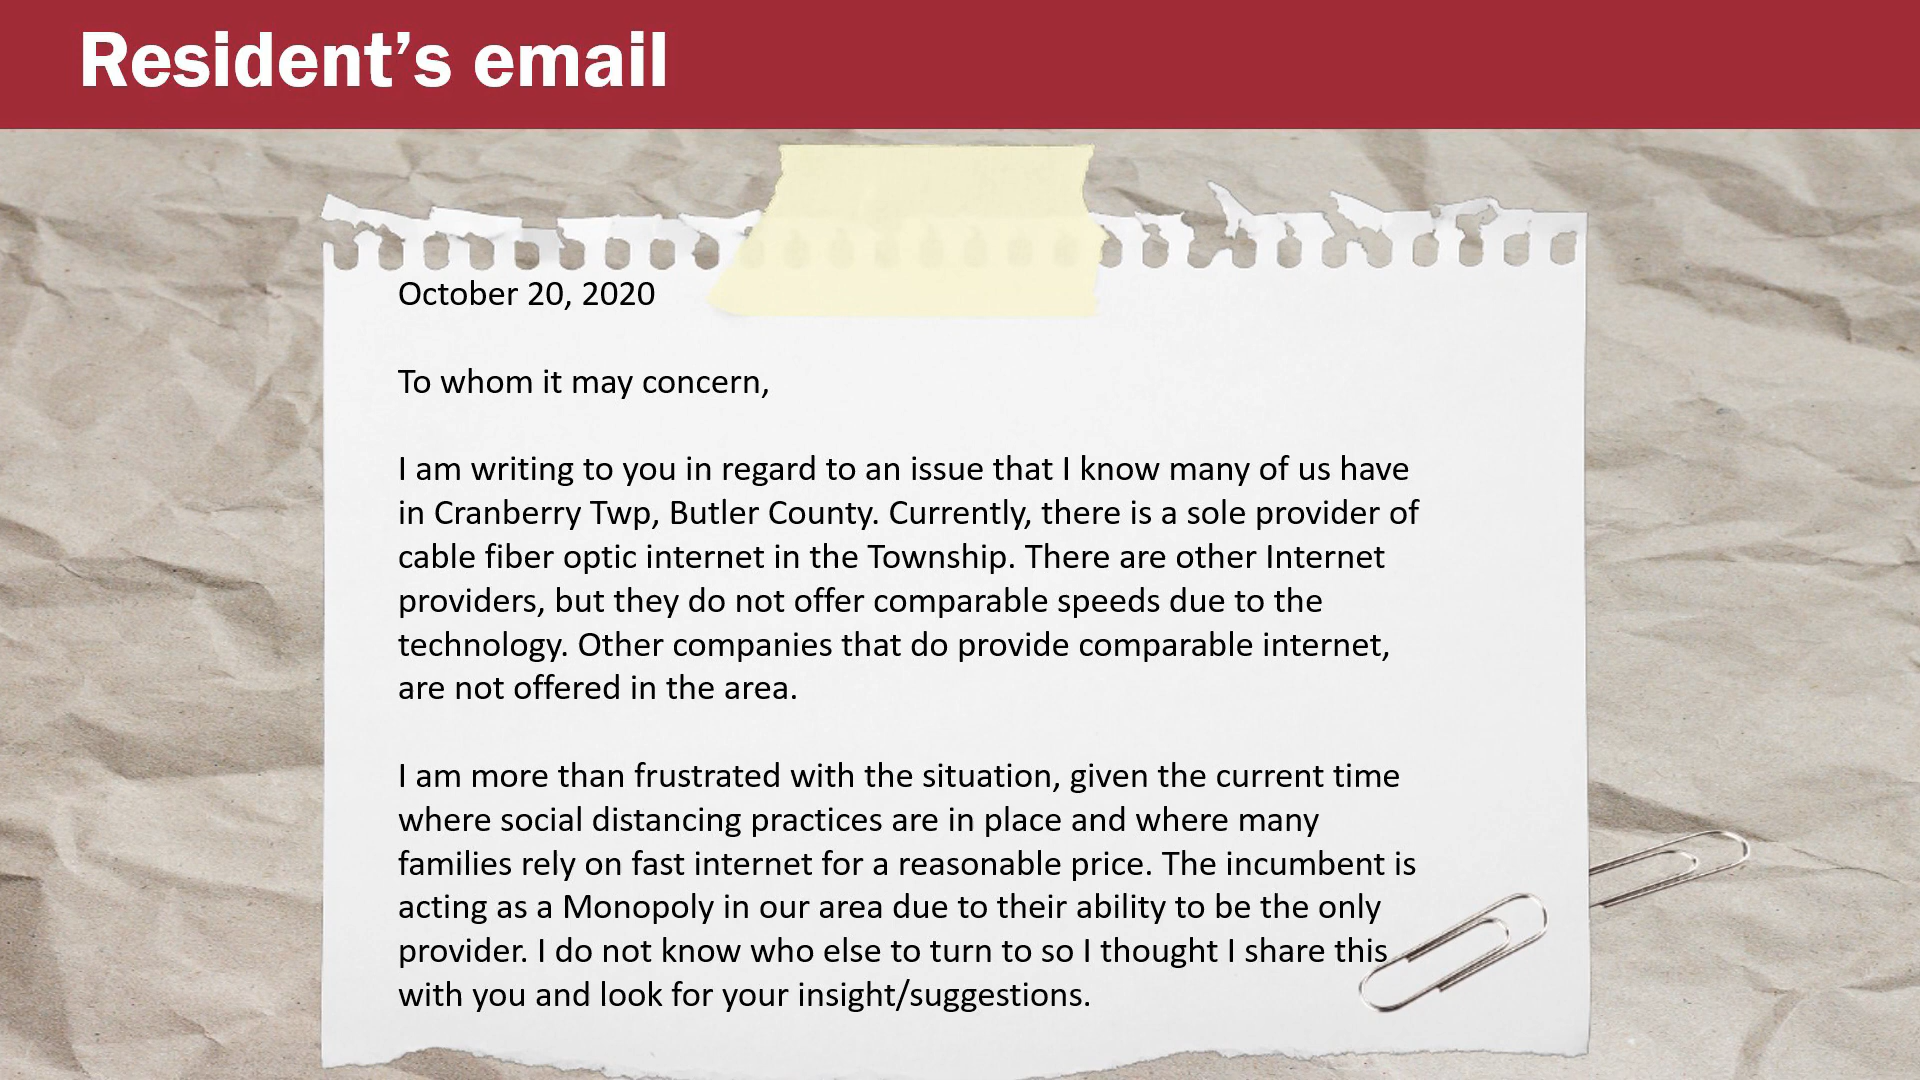 Resident’s email
October 20, 2020
To whom it may concern,
I am writing to you in regard to an issue that I know many of us have
in Cranberry Twp, Butler County. Currently, there is a sole provider of
cable fiber optic internet in the Township. There are other Internet
providers, but they do not offer comparable speeds due to the
technology. Other companies that do provide comparable internet,
are not offered in the area.
I am more than frustrated with the situation, given the current time
where social distancing practices are in place and where many
families rely on fast internet for a reasonable price. The incumbent is
acting as a Monopoly in our area due to their ability to be the only
provider. I do not know who else to turn to so I thought I share this
with you and look for your insight/suggestions.